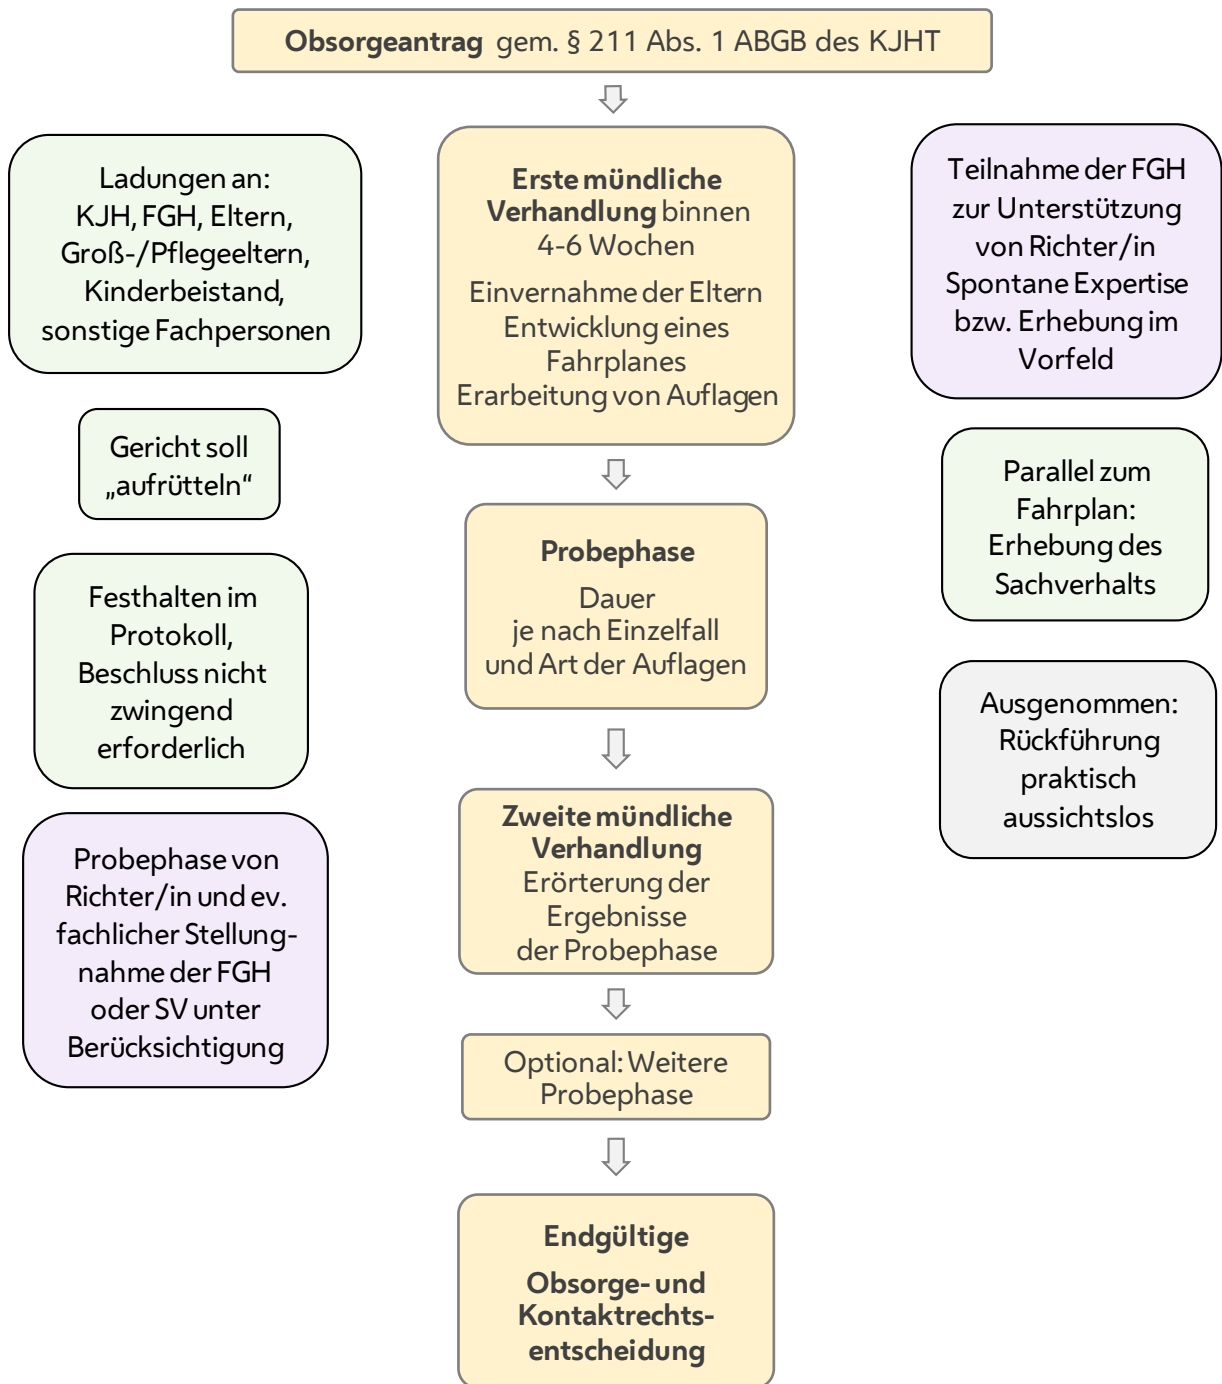 Obsorgeantrag gem. § 211 Abs. 1 ABGB des KJHT
Ladungen an:
KJH, FGH, Eltern,
Groß-/Pflegeeltern,
Kinderbeistand,
sonstige Fachpersonen
Erste mündliche
Verhandlung binnen
4-6 Wochen
Einvernahme der Eltern
Entwicklung eines
Fahrplanes
Erarbeitung von Auflagen
Teilnahme der FGH
zur Unterstützung
von Richter/in
Spontane Expertise
bzw. Erhebung im
Vorfeld
Gericht soll
„aufrütteln“
Parallel zum
Fahrplan:
Erhebung des
Sachverhalts
Probephase
Dauer
je nach Einzelfall
und Art der Auflagen
Festhalten im
Protokoll,
Beschluss nicht
zwingend
erforderlich
Ausgenommen:
Rückführung
praktisch
aussichtslos
Zweite mündliche
Verhandlung
Erörterung der
Ergebnisse
der Probephase
Probephase von
Richter/in und ev.
fachlicher Stellung-
nahme der FGH
oder SV unter
Berücksichtigung
Optional: Weitere
Probephase
Endgültige
Obsorge- und
Kontaktrechts-
entscheidung